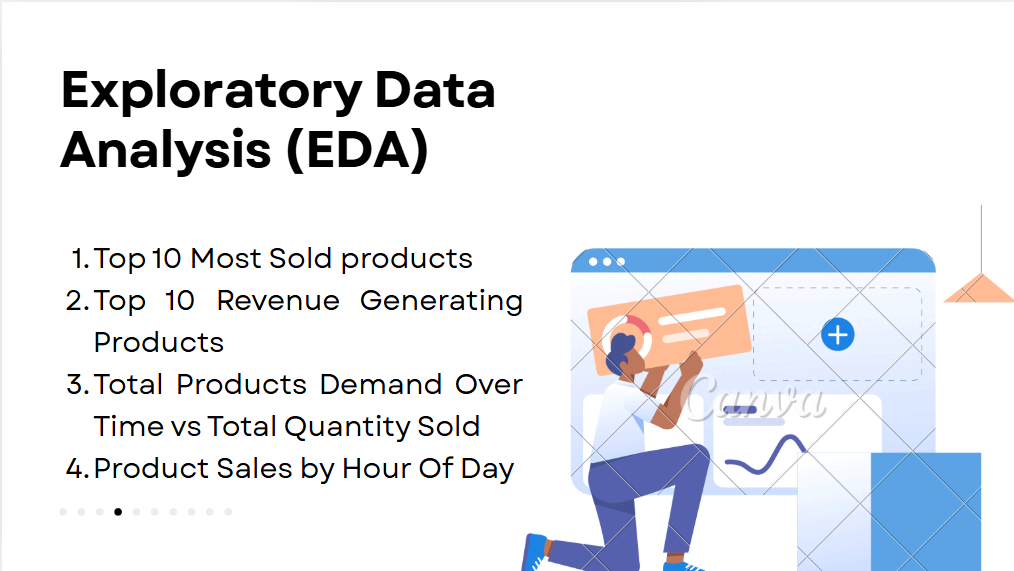 Exploratory Data
Analysis (EDA)
1. Top 10 Most Sold products
2. Top 10 Revenue Generating
Products
3. Total Products Demand Over
Time vs Total Quantity Sold
4. Product Sales by Hour Of Day
Canva